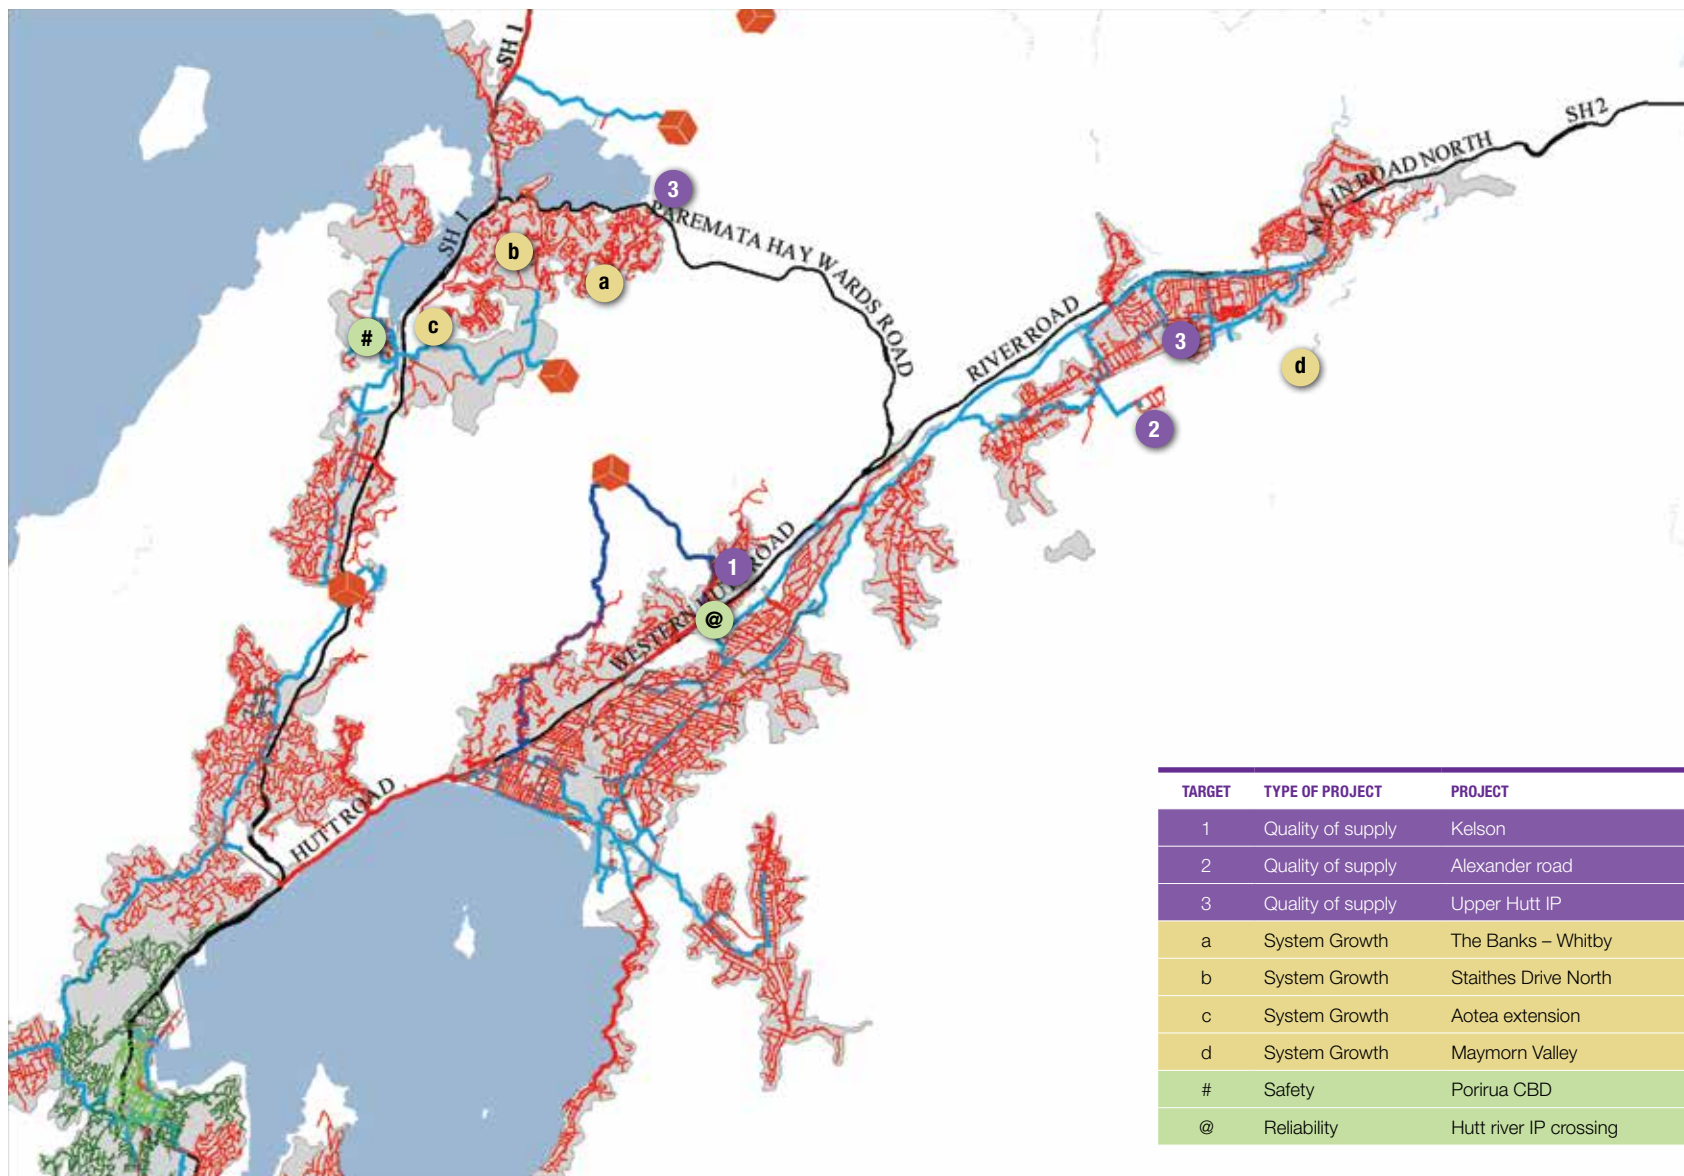 SH 1
3
SH 2
MAIN ROAD NORTH
SH 1
PAREMATA HAY WARDS ROAD
b
a
c
#
RIVER ROAD
3
d
2
1
WESTERN HUTT ROAD
@
HUTT ROAD
TARGET TYPE OF PROJECT PROJECT
1 Quality of supply Kelson
2 Quality of supply Alexander road
3 Quality of supply Upper Hutt IP
a System Growth The Banks – Whitby
b System Growth Staithes Drive North
c System Growth Aotea extension
d System Growth Maymorn Valley
# Safety Porirua CBD
@ Reliability Hutt river IP crossing